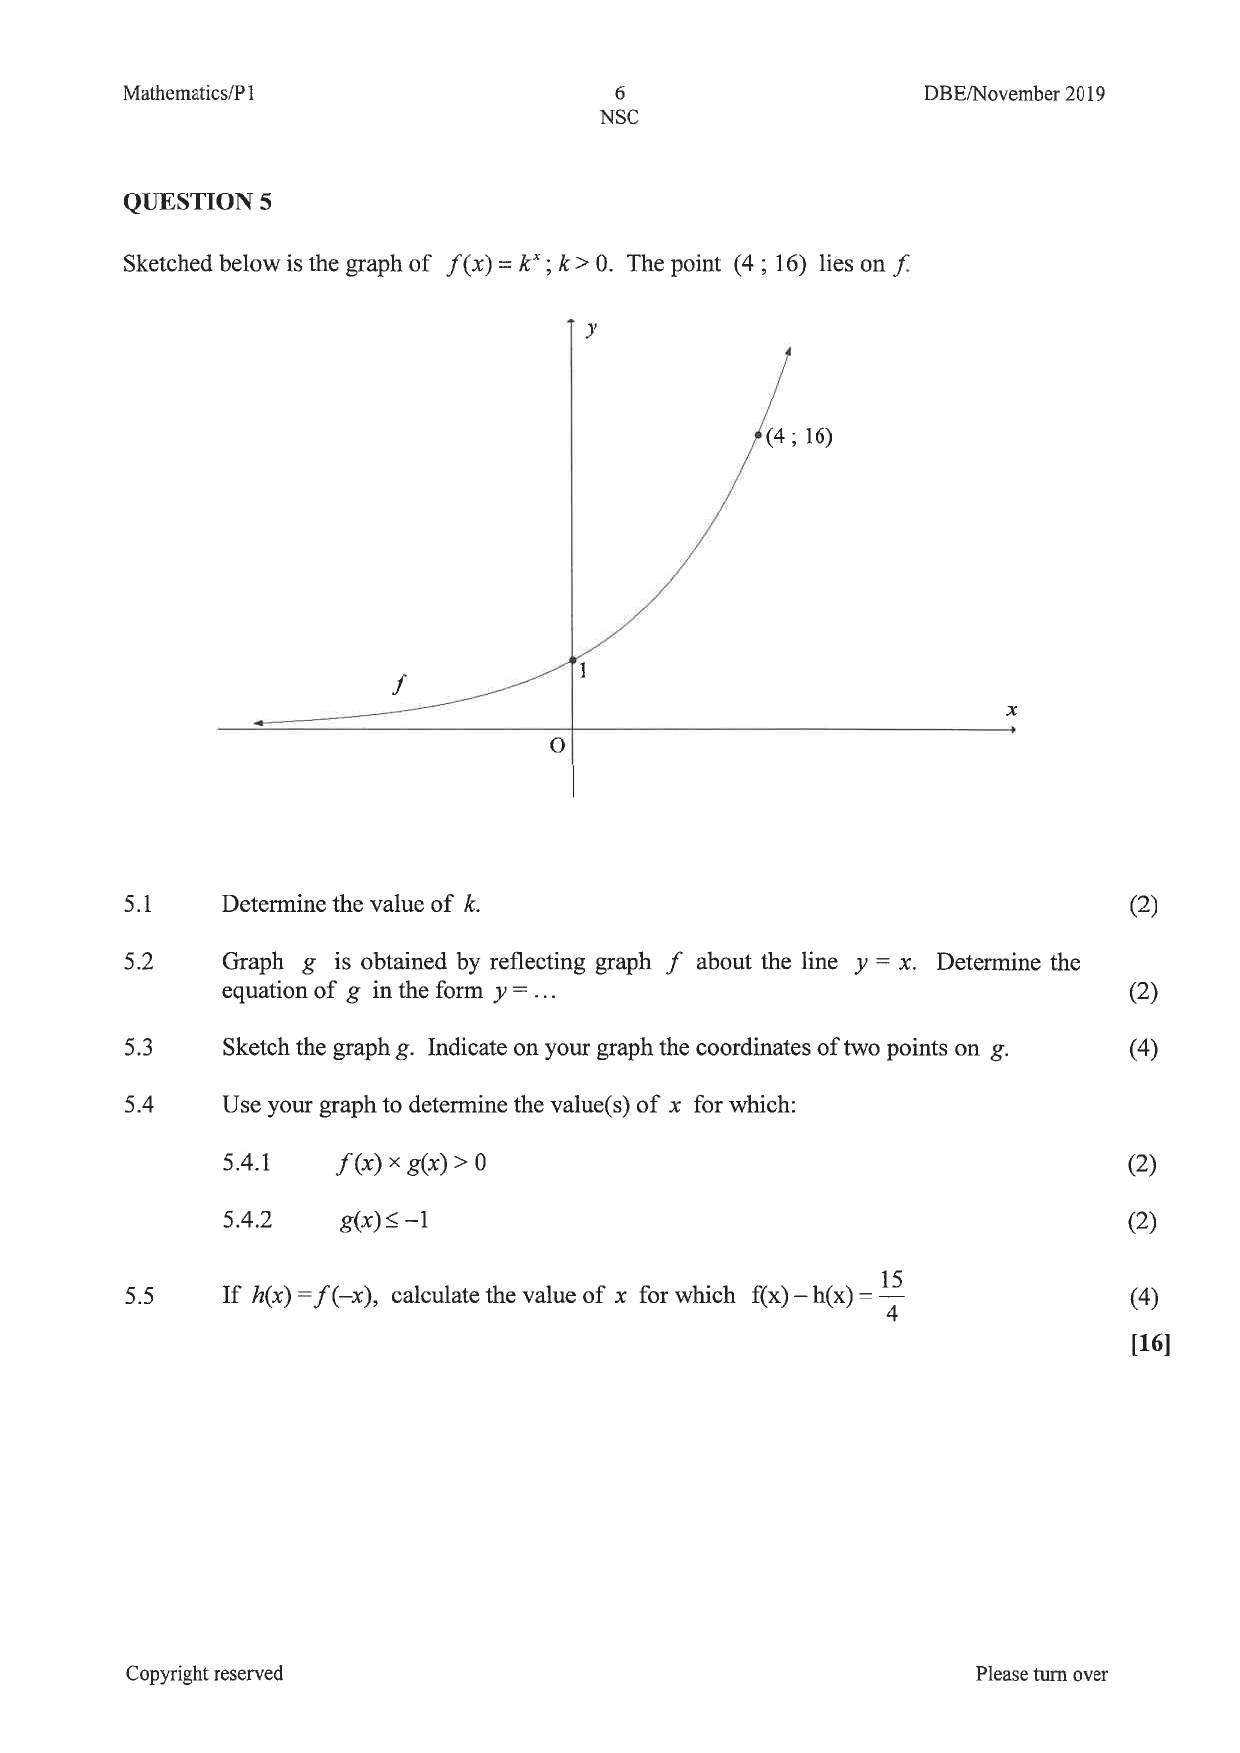 Mathematics/P1 6 DBE/November 2019
NSC
QUESTION 5
Sketched below is the graph of f(x) = kˣ ; k > 0. The point (4 ; 16) lies on f.
y
(4 ; 16)
1
f
x
O
5.1 Determine the value of k. (2)
5.2 Graph g is obtained by reflecting graph f about the line y = x. Determine the
equation of g in the form y = ... (2)
5.3 Sketch the graph g. Indicate on your graph the coordinates of two points on g. (4)
5.4 Use your graph to determine the value(s) of x for which:
5.4.1 f(x) × g(x) > 0 (2)
5.4.2 g(x) ≤ −1 (2)
5.5 If h(x) = f(−x), calculate the value of x for which f(x) − h(x) = 15/4 (4)
[16]
Copyright reserved Please turn over